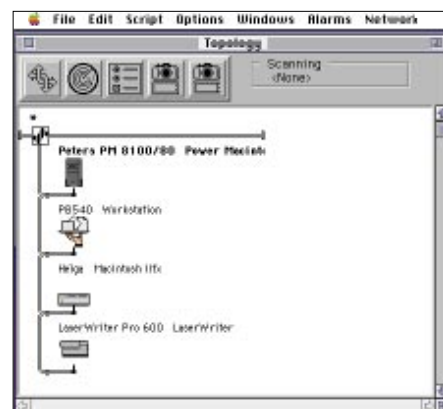 File Edit Script Options Windows Alarms Network
Topology
Scanning
<None>
*
Peters PM 8100/80 Power Macint
PB540 Workstation
Helga Macintosh IIfx
LaserWriter Pro 600 LaserWriter